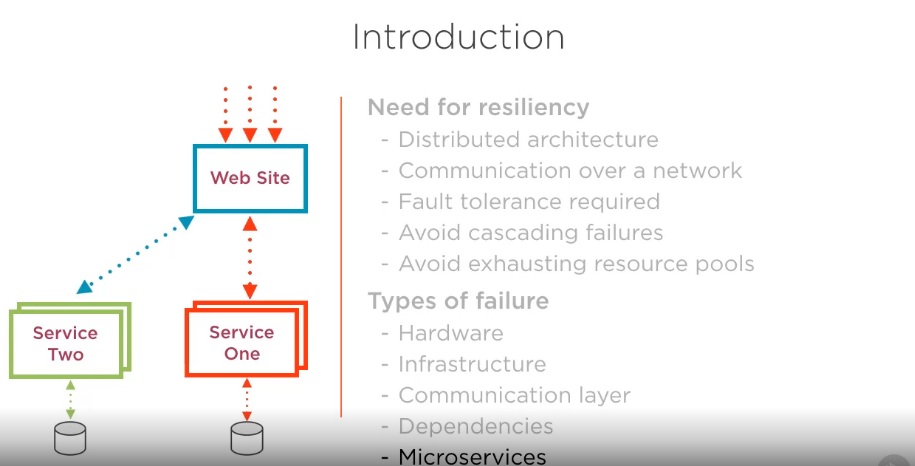 Introduction
Web Site
Service
Two
Service
One
Need for resiliency
- Distributed architecture
- Communication over a network
- Fault tolerance required
- Avoid cascading failures
- Avoid exhausting resource pools
Types of failure
- Hardware
- Infrastructure
- Communication layer
- Dependencies
- Microservices